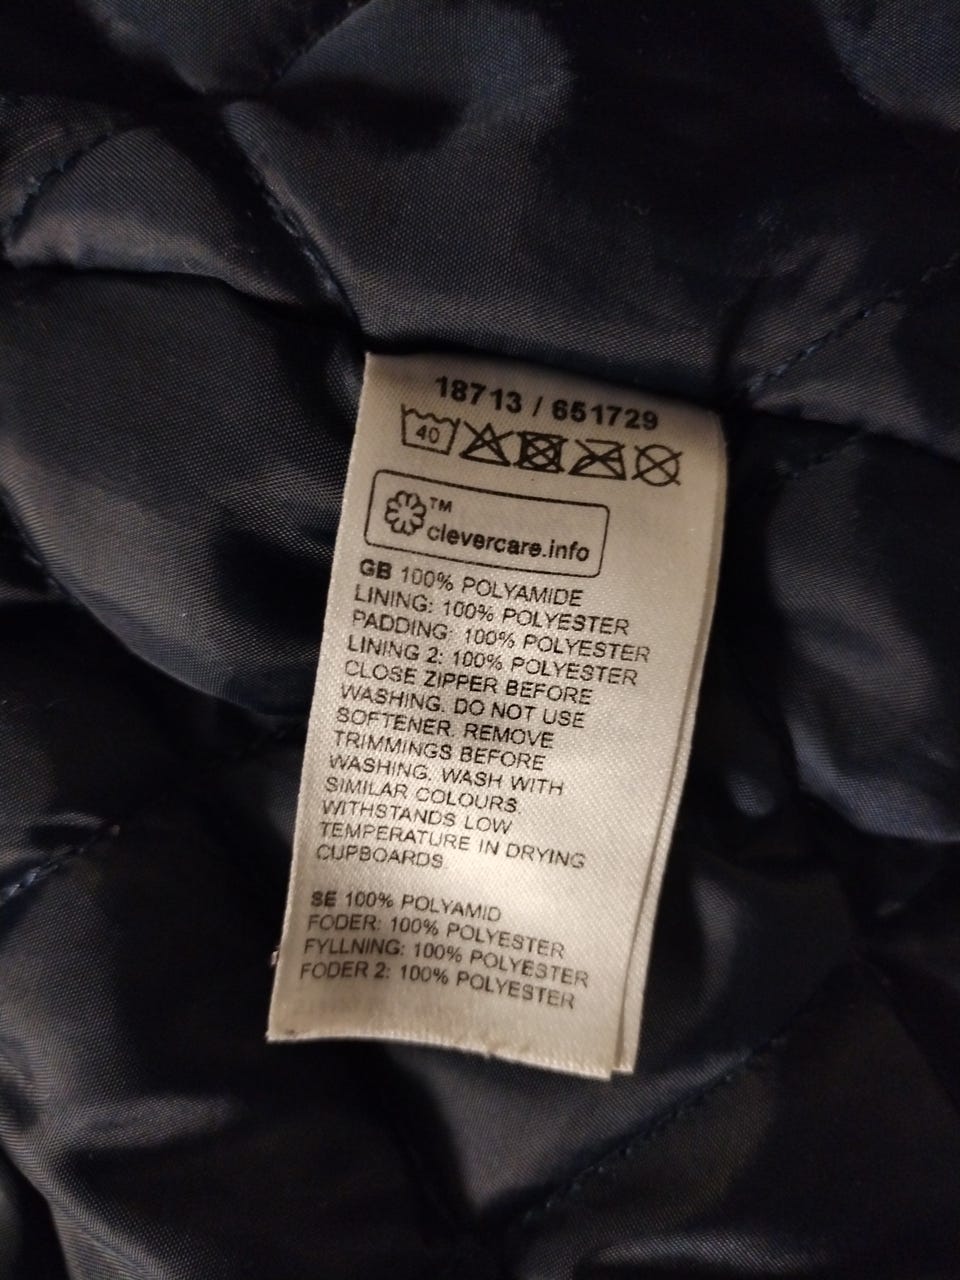 18713 / 651729
40
TM
clevercare.info
GB 100% POLYAMIDE
LINING: 100% POLYESTER
PADDING: 100% POLYESTER
LINING 2: 100% POLYESTER
CLOSE ZIPPER BEFORE
WASHING. DO NOT USE
SOFTENER. REMOVE
TRIMMINGS BEFORE
WASHING. WASH WITH
SIMILAR COLOURS.
WITHSTANDS LOW
TEMPERATURE IN DRYING
CUPBOARDS.
SE 100% POLYAMID
FODER: 100% POLYESTER
FYLLNING: 100% POLYESTER
FODER 2: 100% POLYESTER